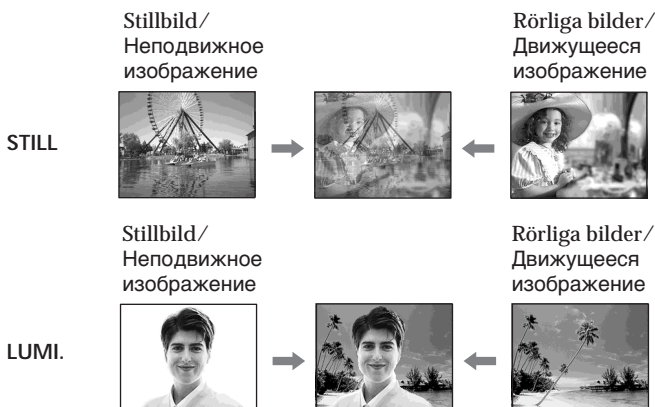 Stillbild/
Неподвижное
изображение
Rörliga bilder/
Движущееся
изображение
STILL
Stillbild/
Неподвижное
изображение
Rörliga bilder/
Движущееся
изображение
LUMI.